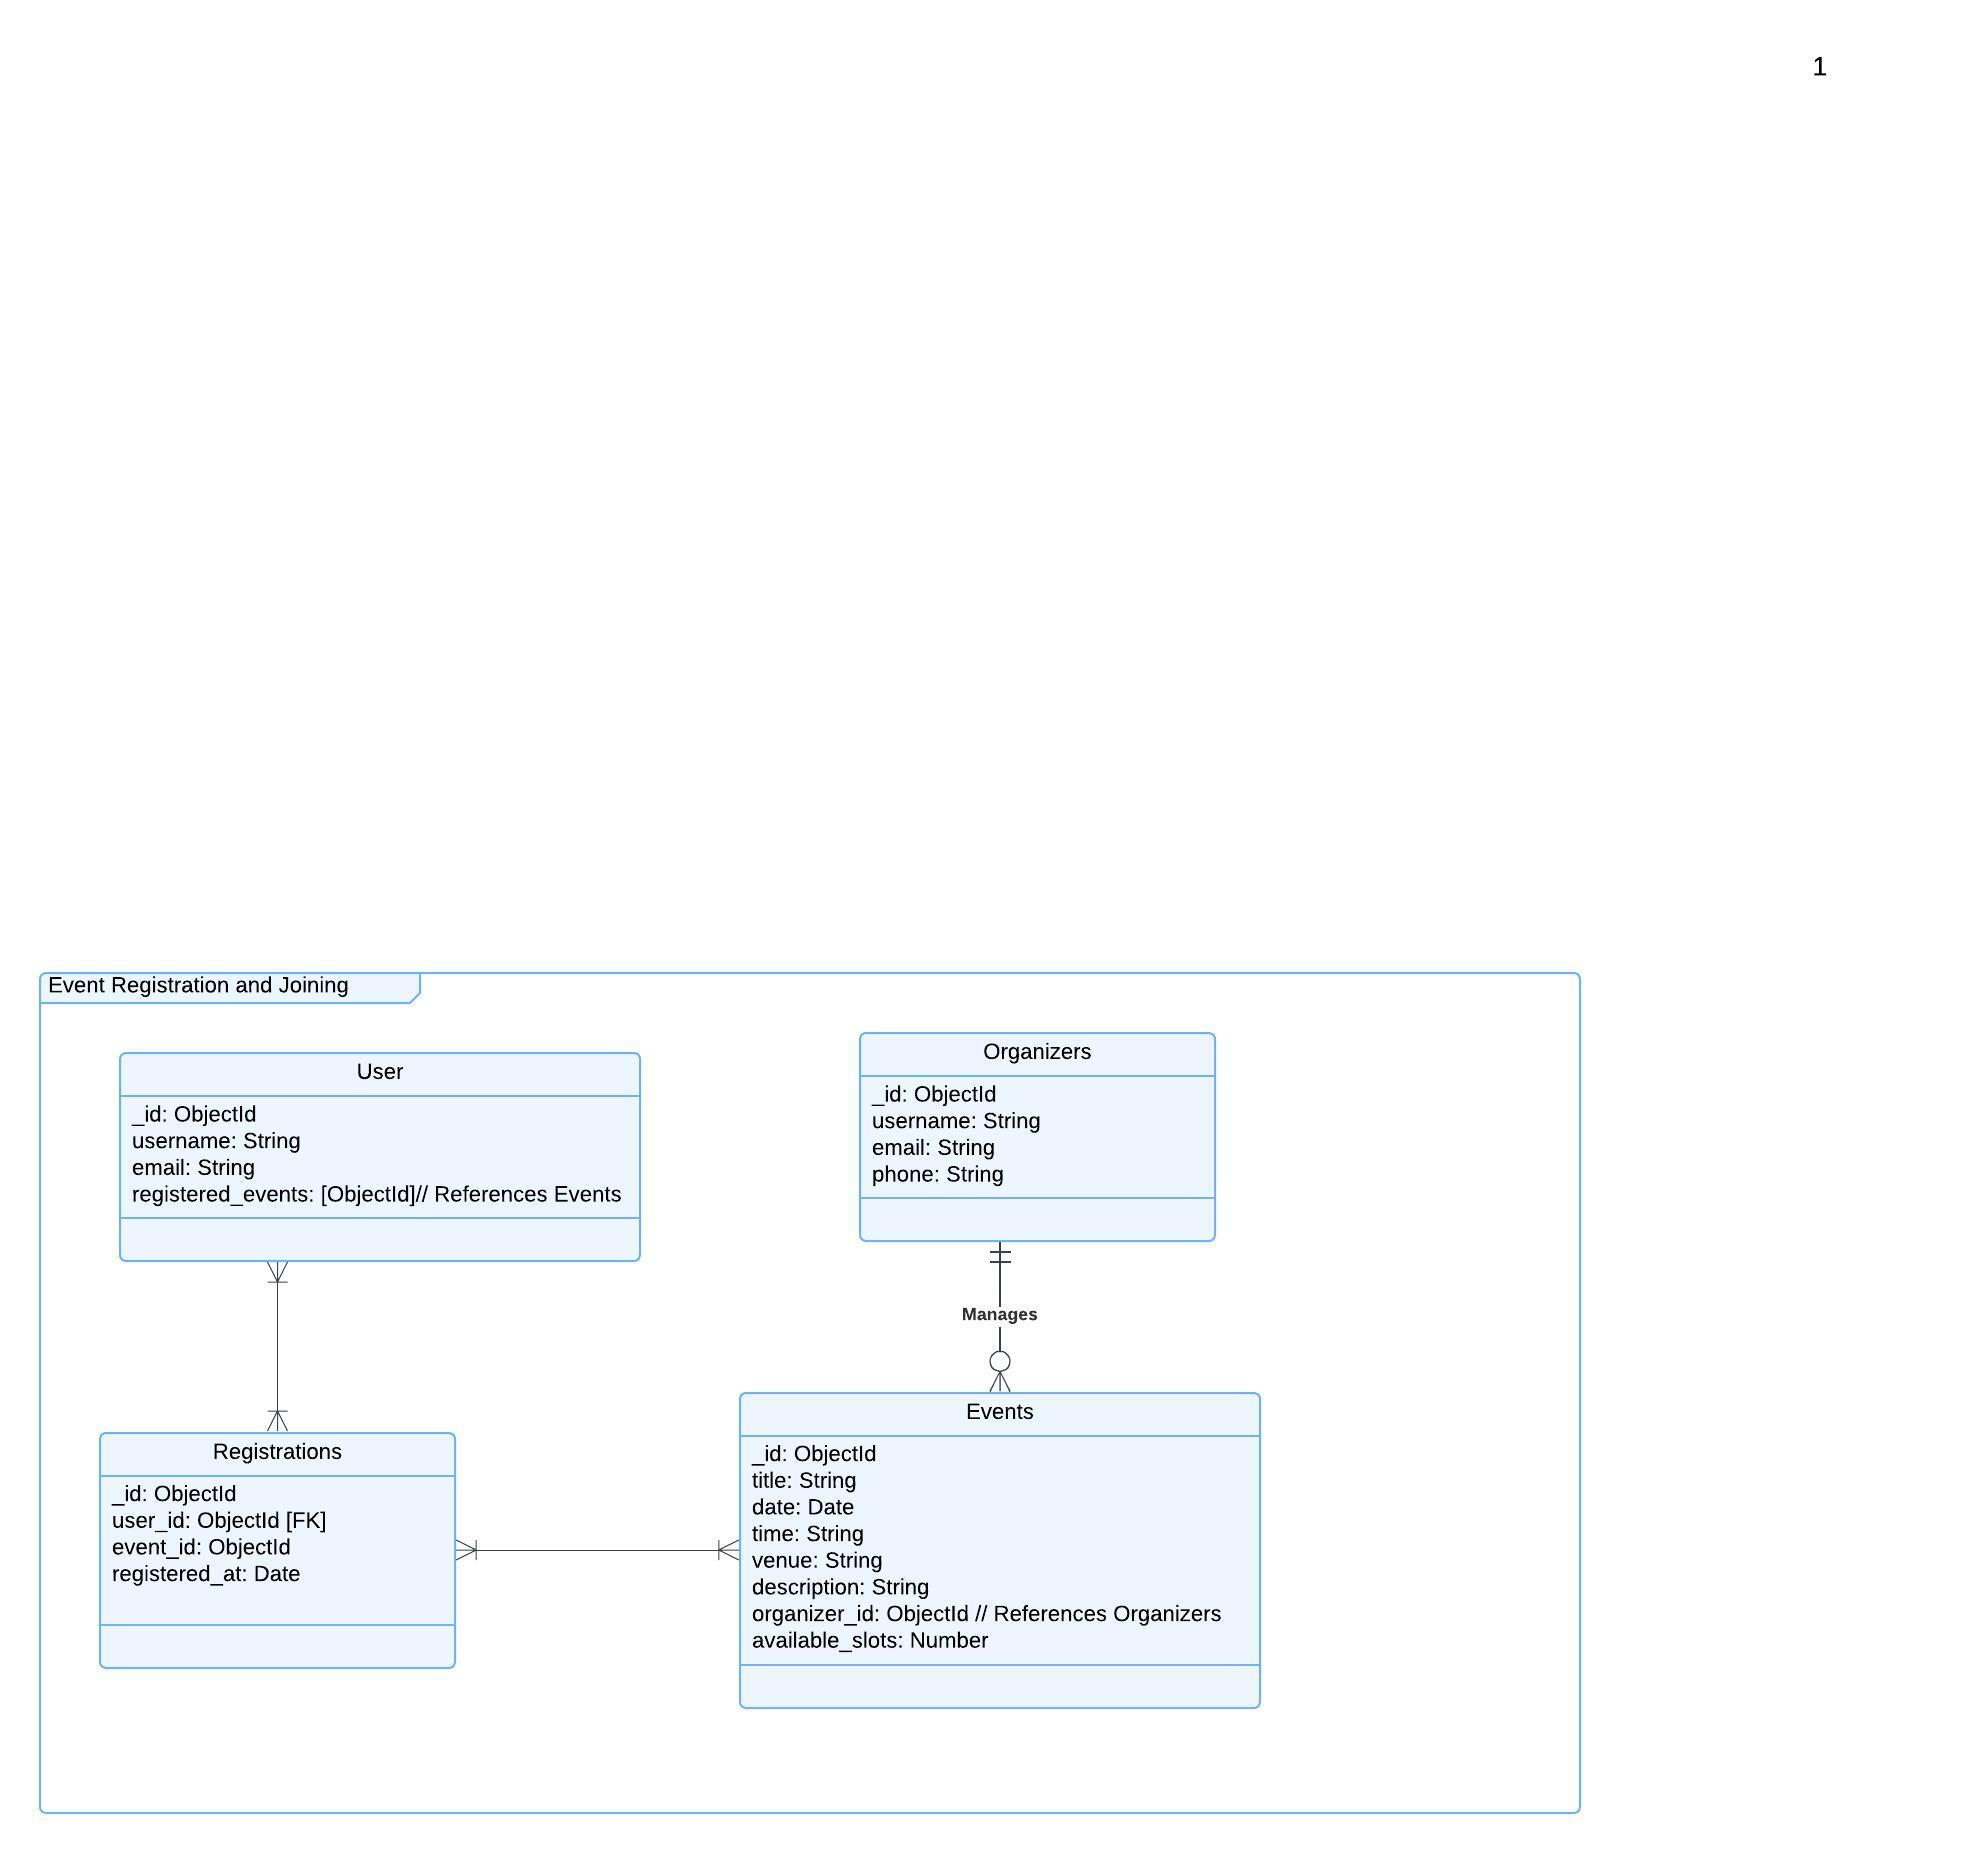 1
Event Registration and Joining
User
_id: ObjectId
username: String
email: String
registered_events: [ObjectId]// References Events
Organizers
_id: ObjectId
username: String
email: String
phone: String
Manages
Registrations
_id: ObjectId
user_id: ObjectId [FK]
event_id: ObjectId
registered_at: Date
Events
_id: ObjectId
title: String
date: Date
time: String
venue: String
description: String
organizer_id: ObjectId // References Organizers
available_slots: Number